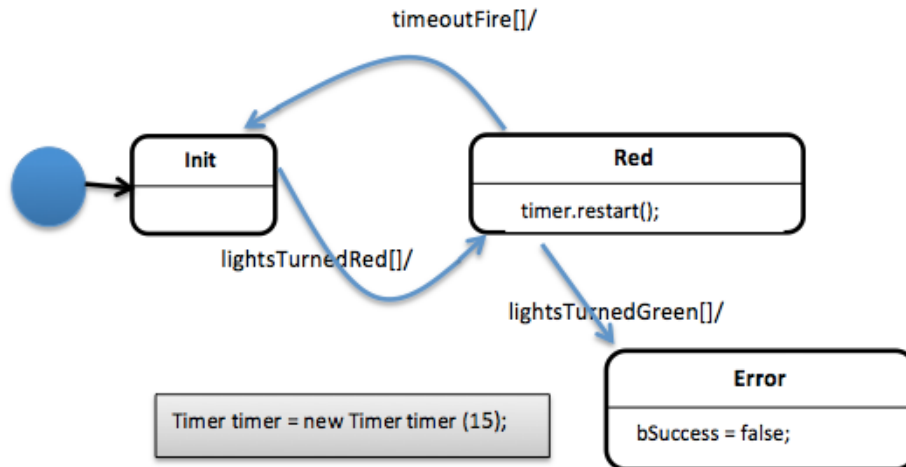 timeoutFire[]/
Init
Red
timer.restart();
lightsTurnedRed[]/
lightsTurnedGreen[]/
Error
Timer timer = new Timer timer (15);
bSuccess = false;